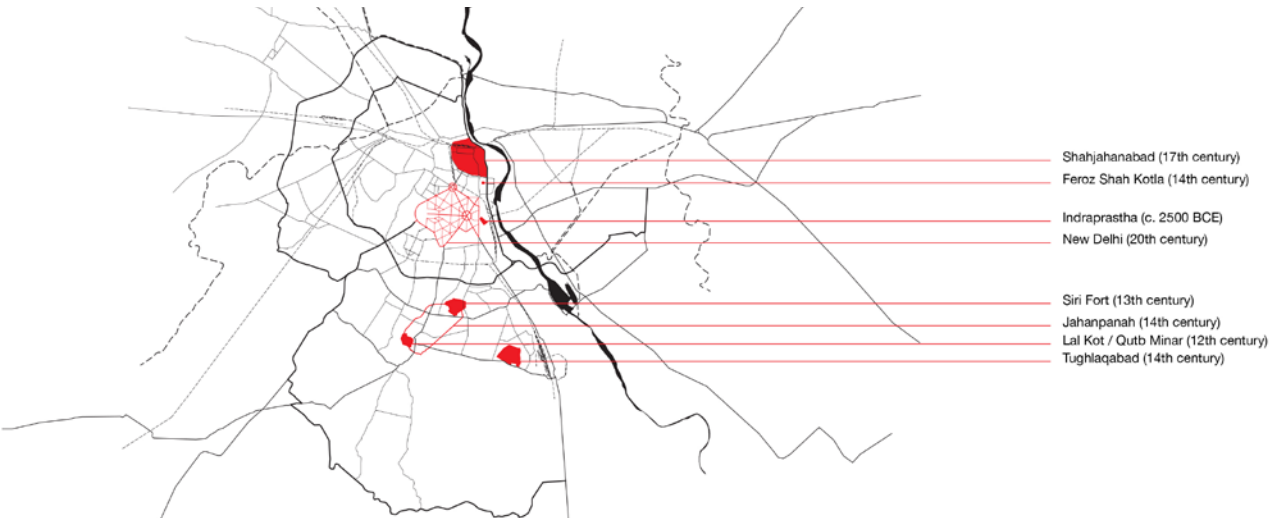 Shahjahanabad (17th century)
Feroz Shah Kotla (14th century)
Indraprastha (c. 2500 BCE)
New Delhi (20th century)
Siri Fort (13th century)
Jahanpanah (14th century)
Lal Kot / Qutb Minar (12th century)
Tughlaqabad (14th century)